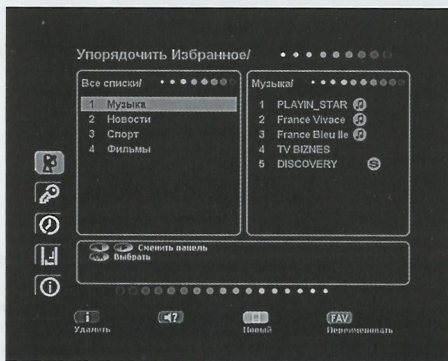 Упорядочить Избранное/
Все списки/
1 Музыка
2 Новости
3 Спорт
4 Фильмы
Музыка/
1 PLAYIN_STAR
2 France Vivace
3 France Bleu Ile
4 TV BIZNES
5 DISCOVERY S
Сменить панель
Выбрать
i
?
FAV
Удалить
Новый
Переименовать